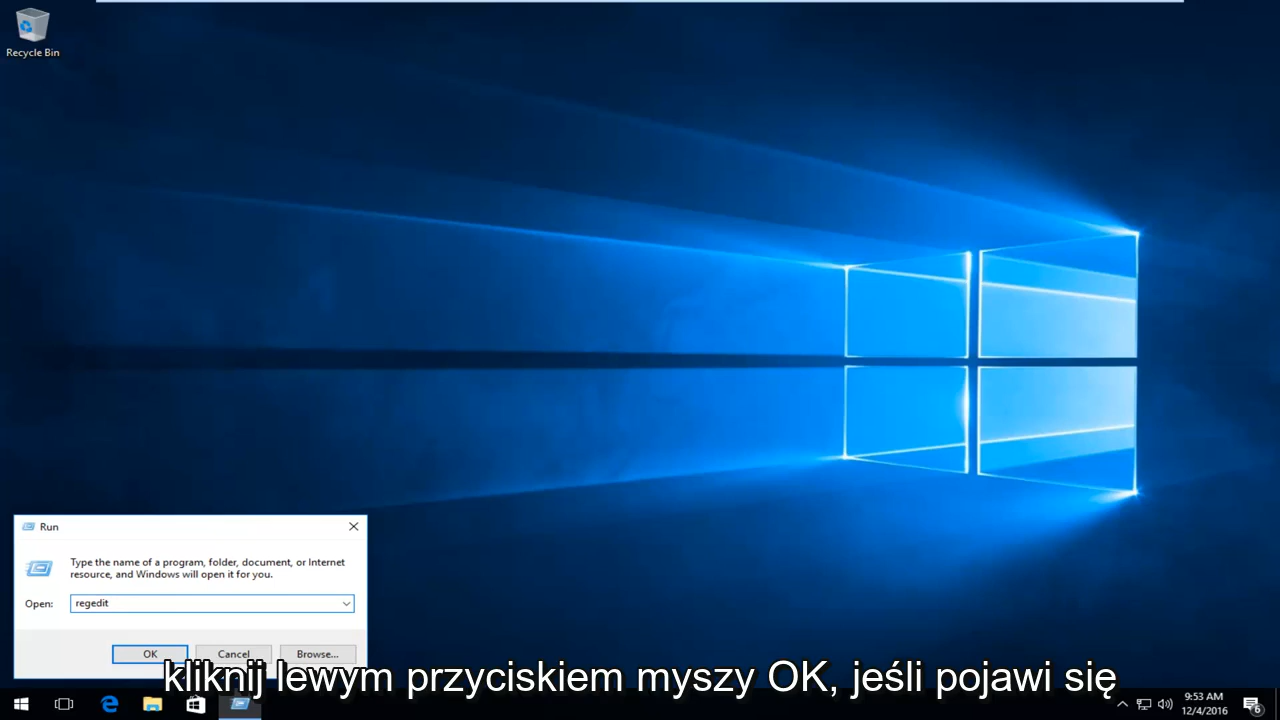 Recycle Bin
Run
Type the name of a program, folder, document, or Internet
resource, and Windows will open it for you.
Open:
regedit
OK
Cancel
Browse...
kliknij lewym przyciskiem myszy OK, jeśli pojawi się
9:53 AM
12/4/2016
6